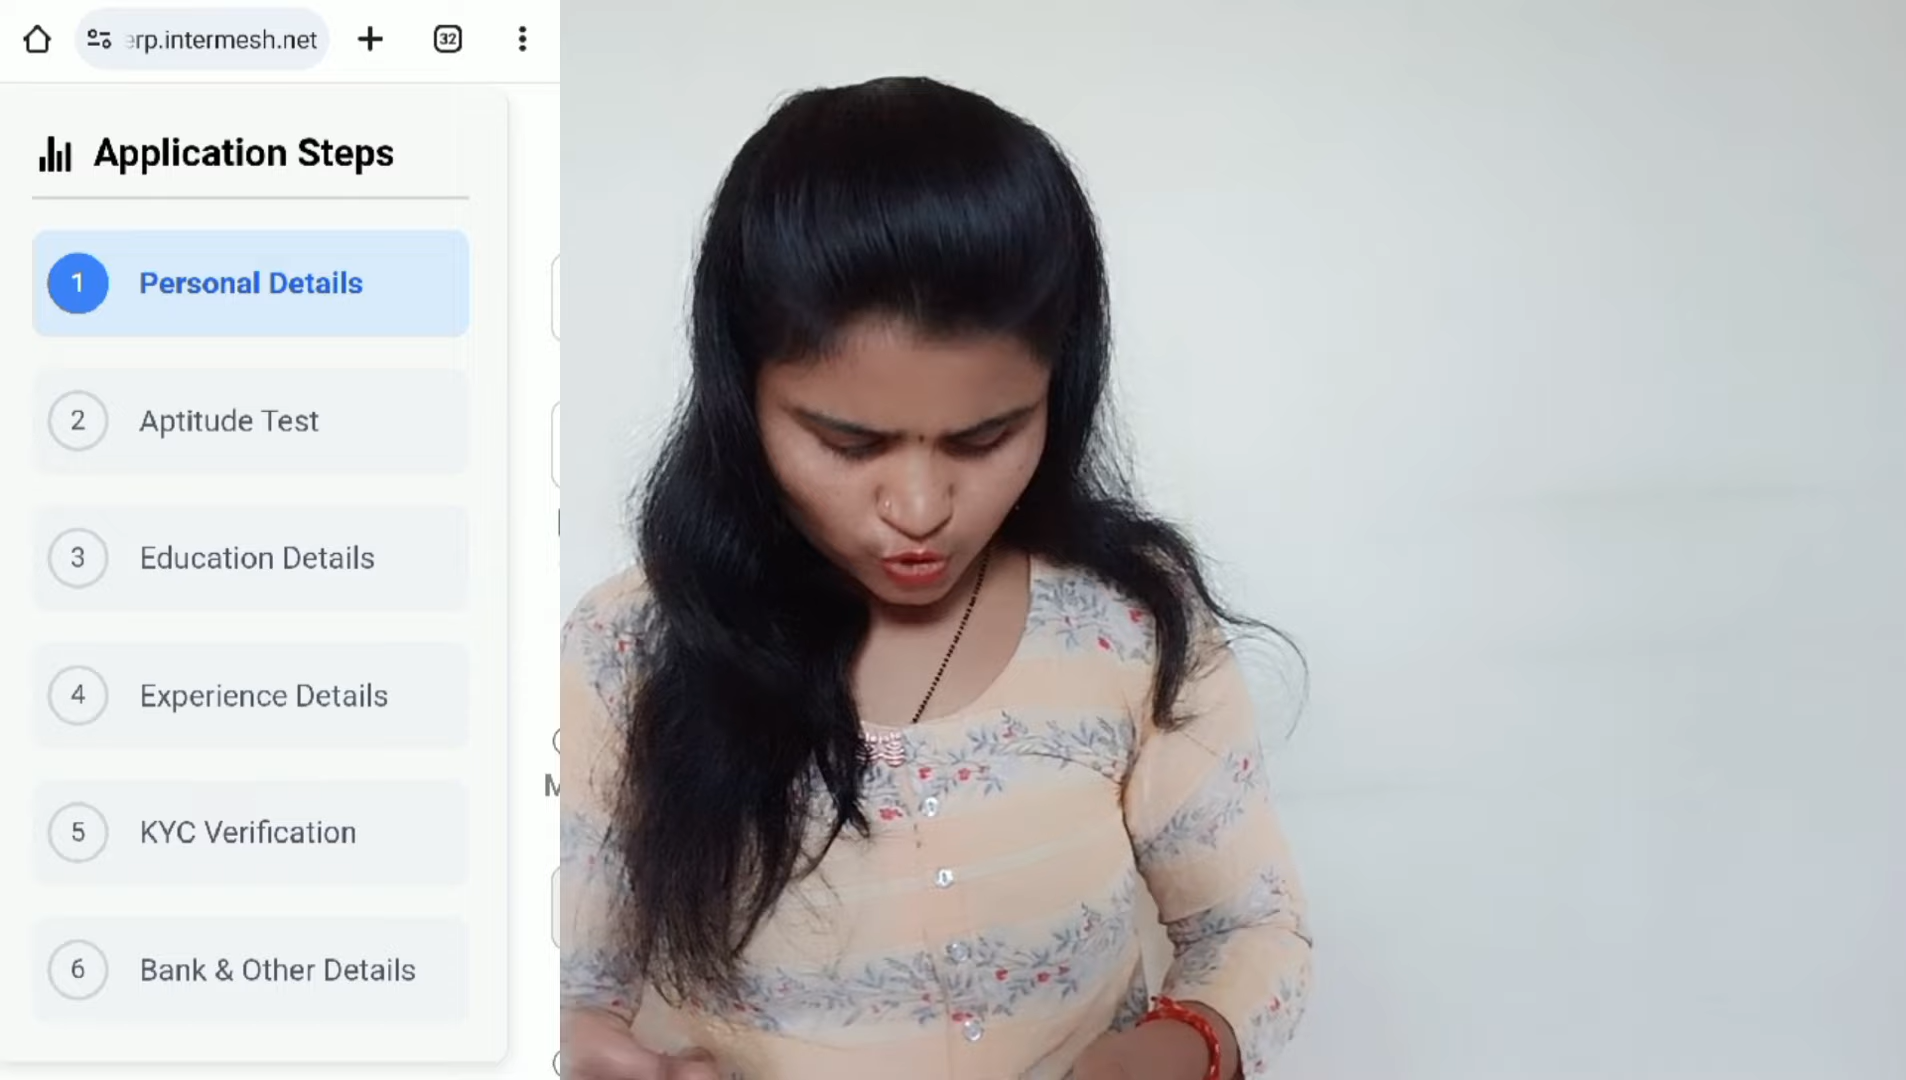 erp.intermesh.net
32
Application Steps
1 Personal Details
2 Aptitude Test
3 Education Details
4 Experience Details
5 KYC Verification
6 Bank & Other Details